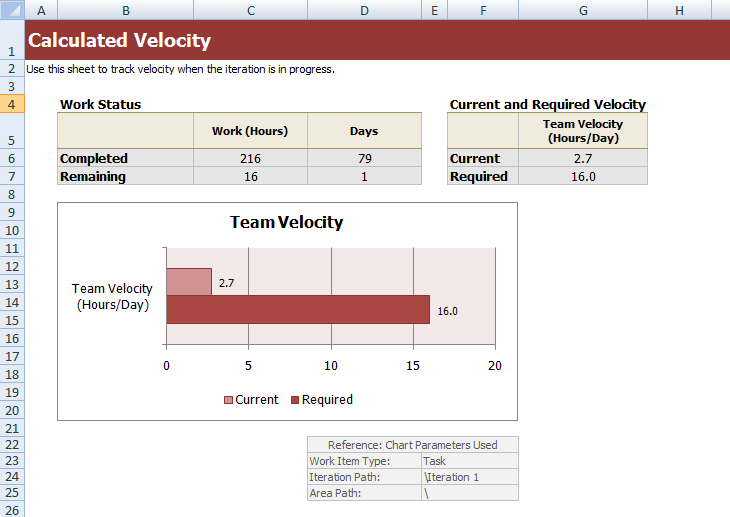 A B C D E F G H
1 Calculated Velocity
2 Use this sheet to track velocity when the iteration is in progress.
3
4 Work Status Current and Required Velocity
5 Work (Hours) Days Team Velocity
(Hours/Day)
6 Completed 216 79 Current 2.7
7 Remaining 16 1 Required 16.0
8
9
Team Velocity
10
11
12
13 2.7
Team Velocity
(Hours/Day)
14
15 16.0
16
17
18 0 5 10 15 20
19
20 Current Required
21
22 Reference: Chart Parameters Used
23 Work Item Type: Task
24 Iteration Path: \Iteration 1
25 Area Path: \
26